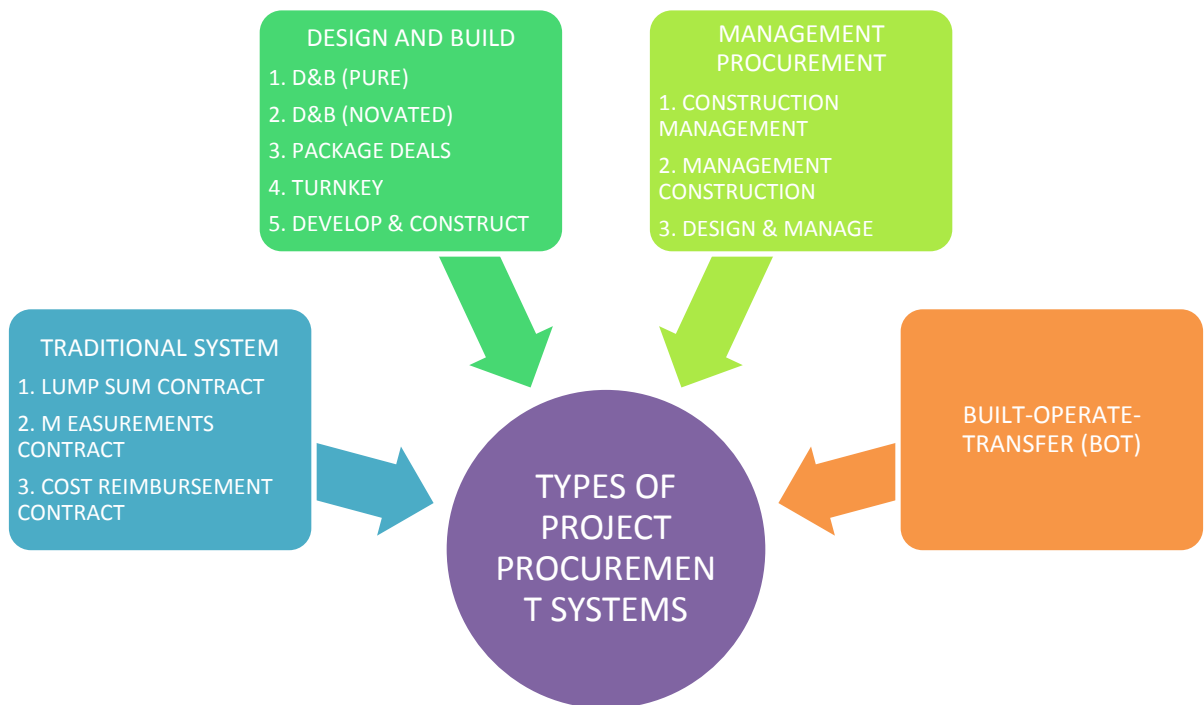 DESIGN AND BUILD
1. D&B (PURE)
2. D&B (NOVATED)
3. PACKAGE DEALS
4. TURNKEY
5. DEVELOP & CONSTRUCT
MANAGEMENT
PROCUREMENT
1. CONSTRUCTION
MANAGEMENT
2. MANAGEMENT
CONSTRUCTION
3. DESIGN & MANAGE
TRADITIONAL SYSTEM
1. LUMP SUM CONTRACT
2. M EASUREMENTS
CONTRACT
3. COST REIMBURSEMENT
CONTRACT
BUILT-OPERATE-
TRANSFER (BOT)
TYPES OF
PROJECT
PROCUREMEN
T SYSTEMS